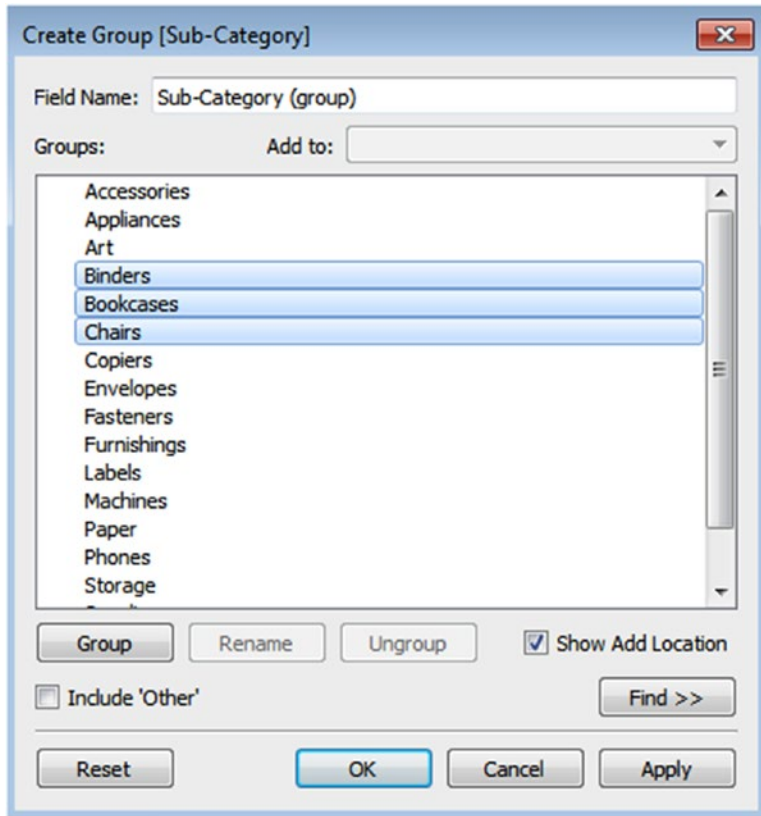 Create Group [Sub-Category]
Field Name: Sub-Category (group)
Groups: Add to:
Accessories
Appliances
Art
Binders
Bookcases
Chairs
Copiers
Envelopes
Fasteners
Furnishings
Labels
Machines
Paper
Phones
Storage
Group Rename Ungroup Show Add Location
Include 'Other' Find >>
Reset OK Cancel Apply